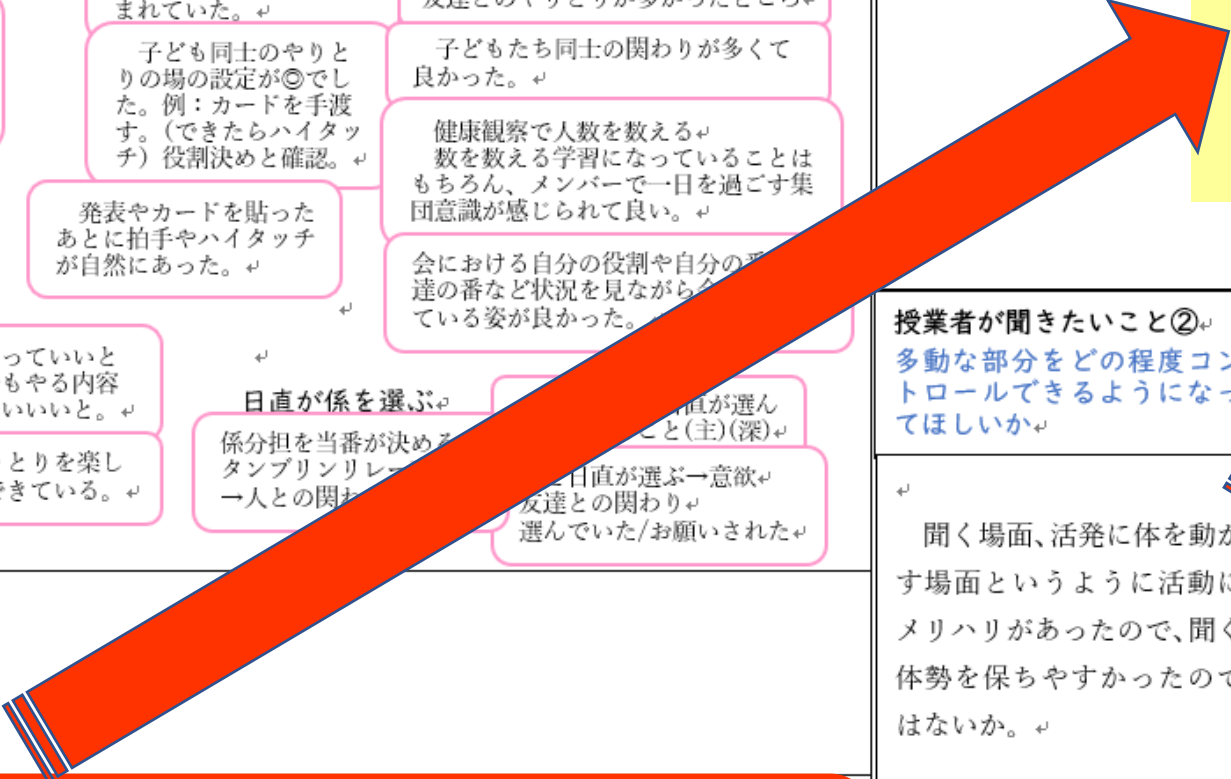 まれていた。
子ども同士のやりと
りの場の設定が◎でし
た。例：カードを手渡
す。（できたらハイタッ
チ）役割決めと確認。
発表やカードを貼った
あとに拍手やハイタッチ
が自然にあった。
っていいと
もやる内容
いいいと。
とりを楽し
できている。
友達とのやりとりが多かったところ
子どもたち同士の関わりが多くて
良かった。
健康観察で人数を数える
数を数える学習になっていることは
もちろん、メンバーで一日を過ごす集
団意識が感じられて良い。
会における自分の役割や自分の
達の番など状況を見ながら
ている姿が良かった。
日直が係を選ぶ
係分担を当番が決める
タンブリンリレー
→人との関わ
直が選ん
こと(主)(深)
日直が選ぶ→意欲
友達との関わり
選んでいた/お願いされた
授業者が聞きたいこと②
多動な部分をどの程度コン
トロールできるようになっ
てほしいか
聞く場面、活発に体を動か
す場面というように活動に
メリハリがあったので、聞く
体勢を保ちやすかったので
はないか。